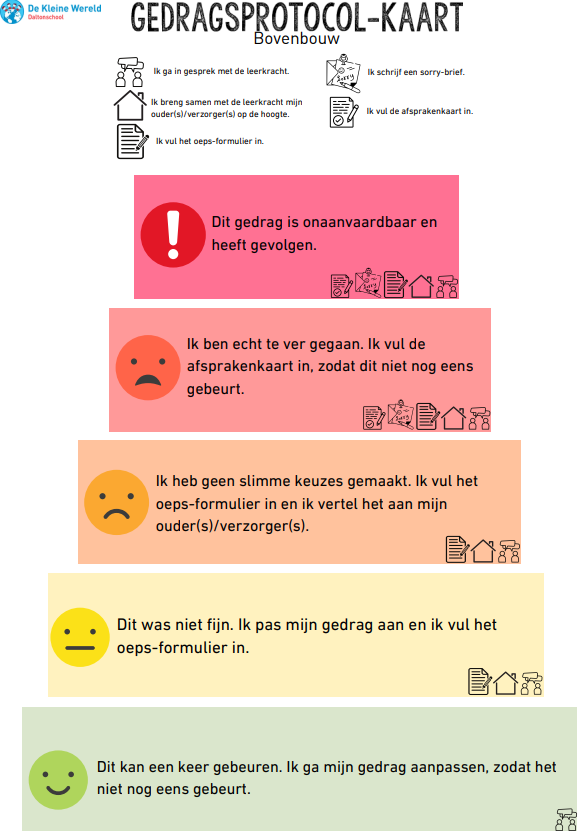 De Kleine Wereld
Daltonschool
GEDRAGSPROTOCOL-KAART
Bovenbouw
Ik ga in gesprek met de leerkracht.
Ik breng samen met de leerkracht mijn
ouder(s)/verzorger(s) op de hoogte.
Ik vul het oeps-formulier in.
Sorry
Ik schrijf een sorry-brief.
Ik vul de afsprakenkaart in.
Dit gedrag is onaanvaardbaar en
heeft gevolgen.
Sorry
Ik ben echt te ver gegaan. Ik vul de
afsprakenkaart in, zodat dit niet nog eens
gebeurt.
Sorry
Ik heb geen slimme keuzes gemaakt. Ik vul het
oeps-formulier in en ik vertel het aan mijn
ouder(s)/verzorger(s).
Dit was niet fijn. Ik pas mijn gedrag aan en ik vul het
oeps-formulier in.
Dit kan een keer gebeuren. Ik ga mijn gedrag aanpassen, zodat het
niet nog eens gebeurt.